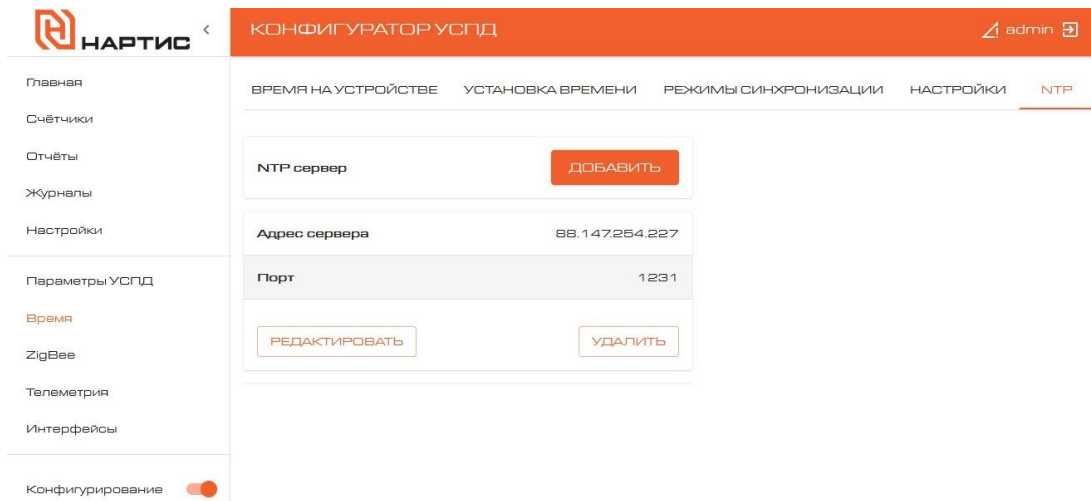 НАРТИС
КОНФИГУРАТОР УСПД
admin
Главная
Счётчики
Отчёты
Журналы
Настройки
Параметры УСПД
Время
ZigBee
Телеметрия
Интерфейсы
Конфигурирование
ВРЕМЯ НА УСТРОЙСТВЕ УСТАНОВКА ВРЕМЕНИ РЕЖИМЫ СИНХРОНИЗАЦИИ НАСТРОЙКИ NTP
NTP сервер ДОБАВИТЬ
Адрес сервера 88.147.254.227
Порт 1231
РЕДАКТИРОВАТЬ УДАЛИТЬ